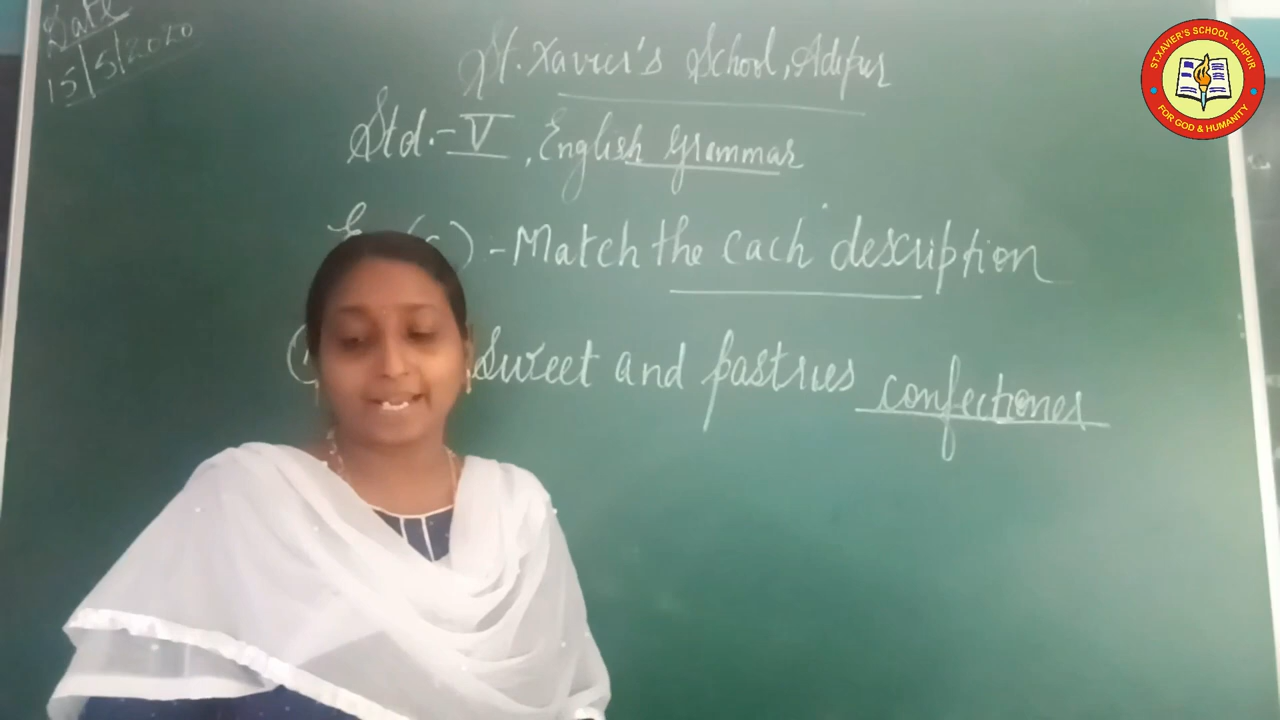 Date
15/5/2020
St. Xavier's School, Adipur
Std.- V , English Grammar
) - Match the each description
Sweet and pastries confectiones
ST. XAVIER'S SCHOOL - ADIPUR
FOR GOD & HUMANITY